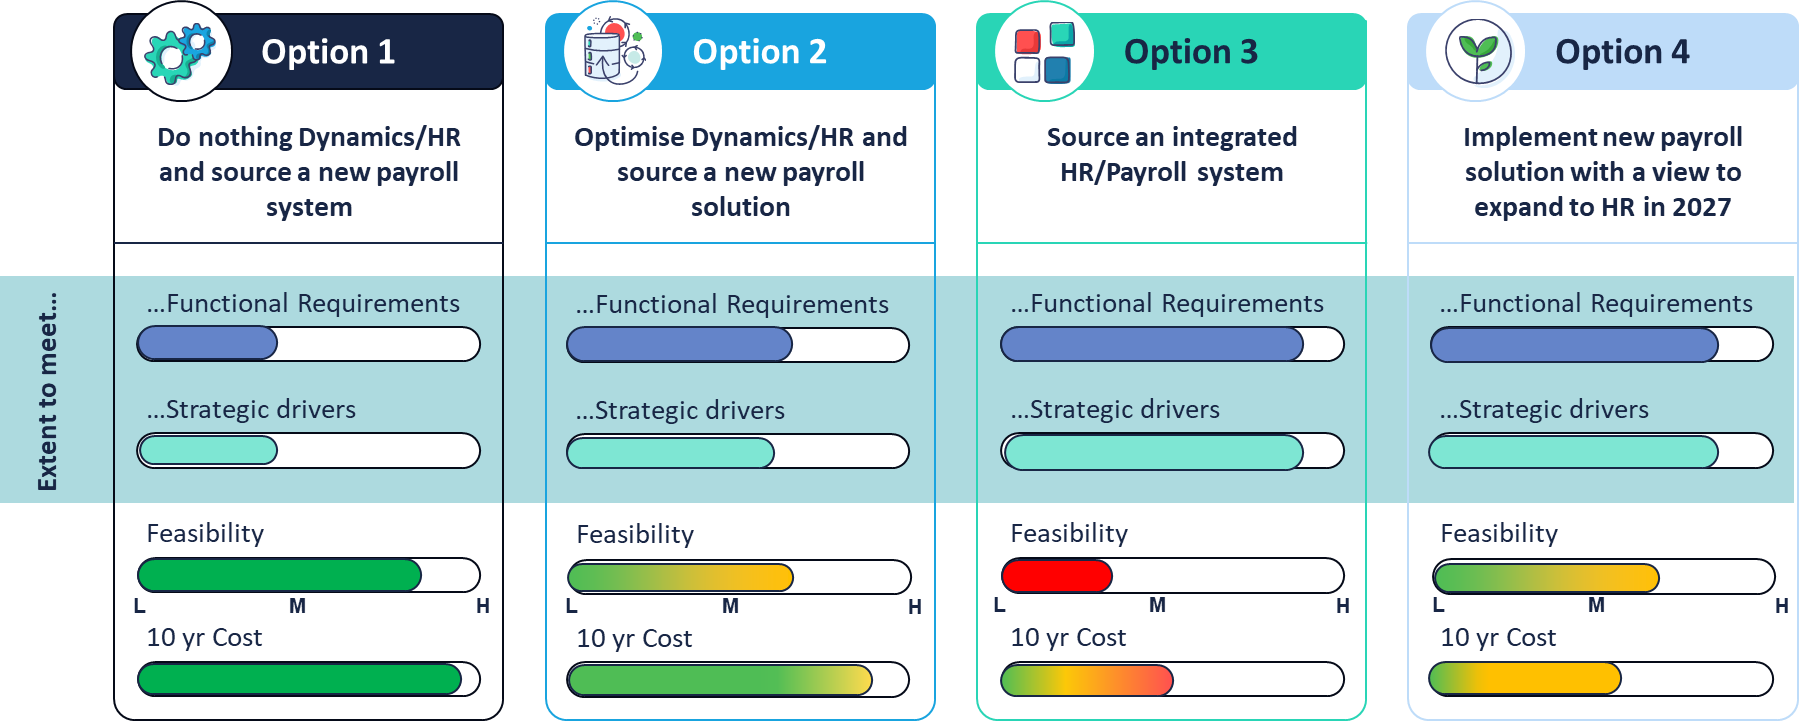 Option 1
Do nothing Dynamics/HR
and source a new payroll
system
Option 2
Optimise Dynamics/HR and
source a new payroll
solution
Option 3
Source an integrated
HR/Payroll system
Option 4
Implement new payroll
solution with a view to
expand to HR in 2027
Extent to meet...
...Functional Requirements
...Strategic drivers
Feasibility
L M H
10 yr Cost
...Functional Requirements
...Strategic drivers
Feasibility
L M H
10 yr Cost
...Functional Requirements
...Strategic drivers
Feasibility
L M H
10 yr Cost
...Functional Requirements
...Strategic drivers
Feasibility
L M H
10 yr Cost